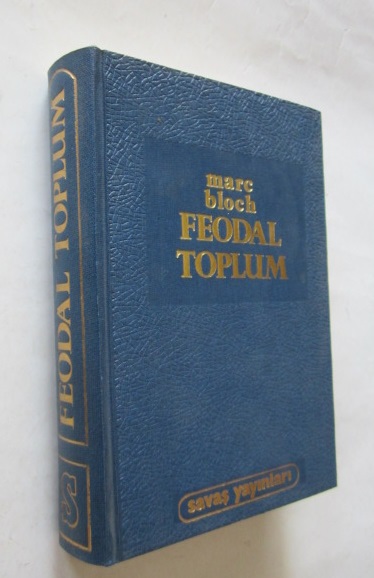 marc
bloch
FEODAL
TOPLUM
savaş yayınları
FEODAL TOPLUM
S